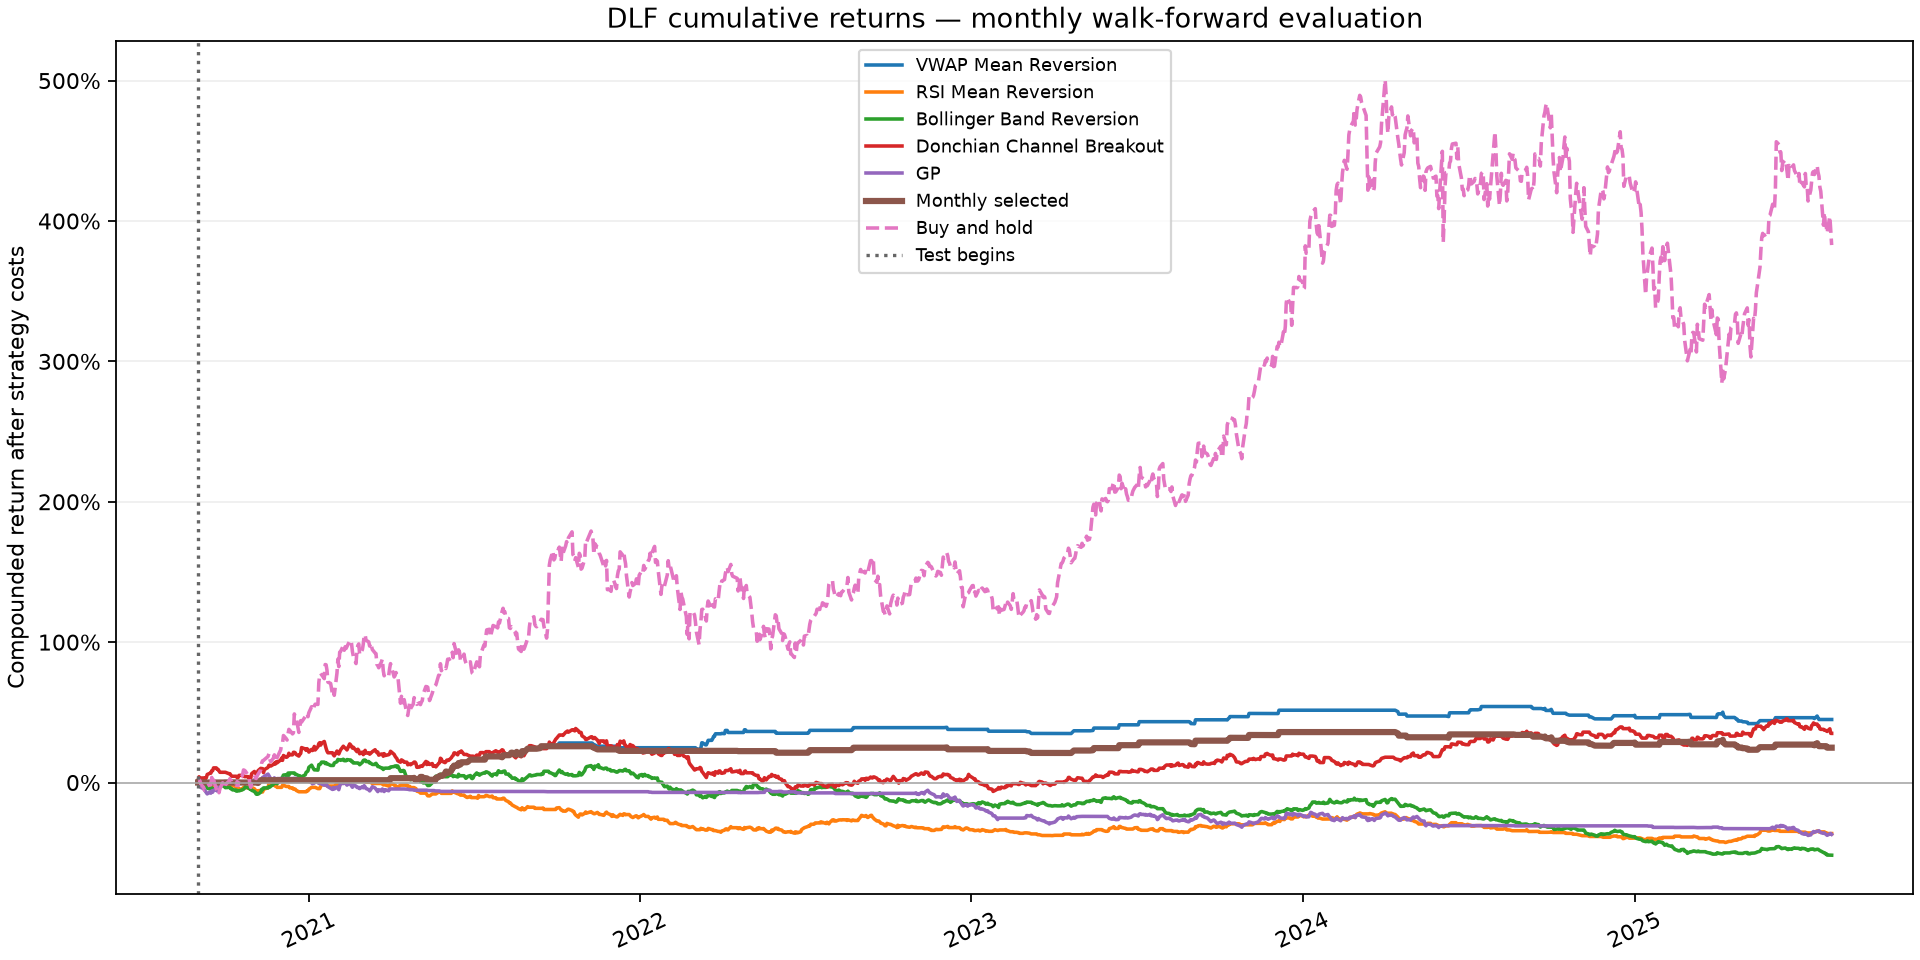 DLF cumulative returns — monthly walk-forward evaluation
Compounded return after strategy costs
500%
400%
300%
200%
100%
0%
VWAP Mean Reversion
RSI Mean Reversion
Bollinger Band Reversion
Donchian Channel Breakout
GP
Monthly selected
Buy and hold
Test begins
2021
2022
2023
2024
2025